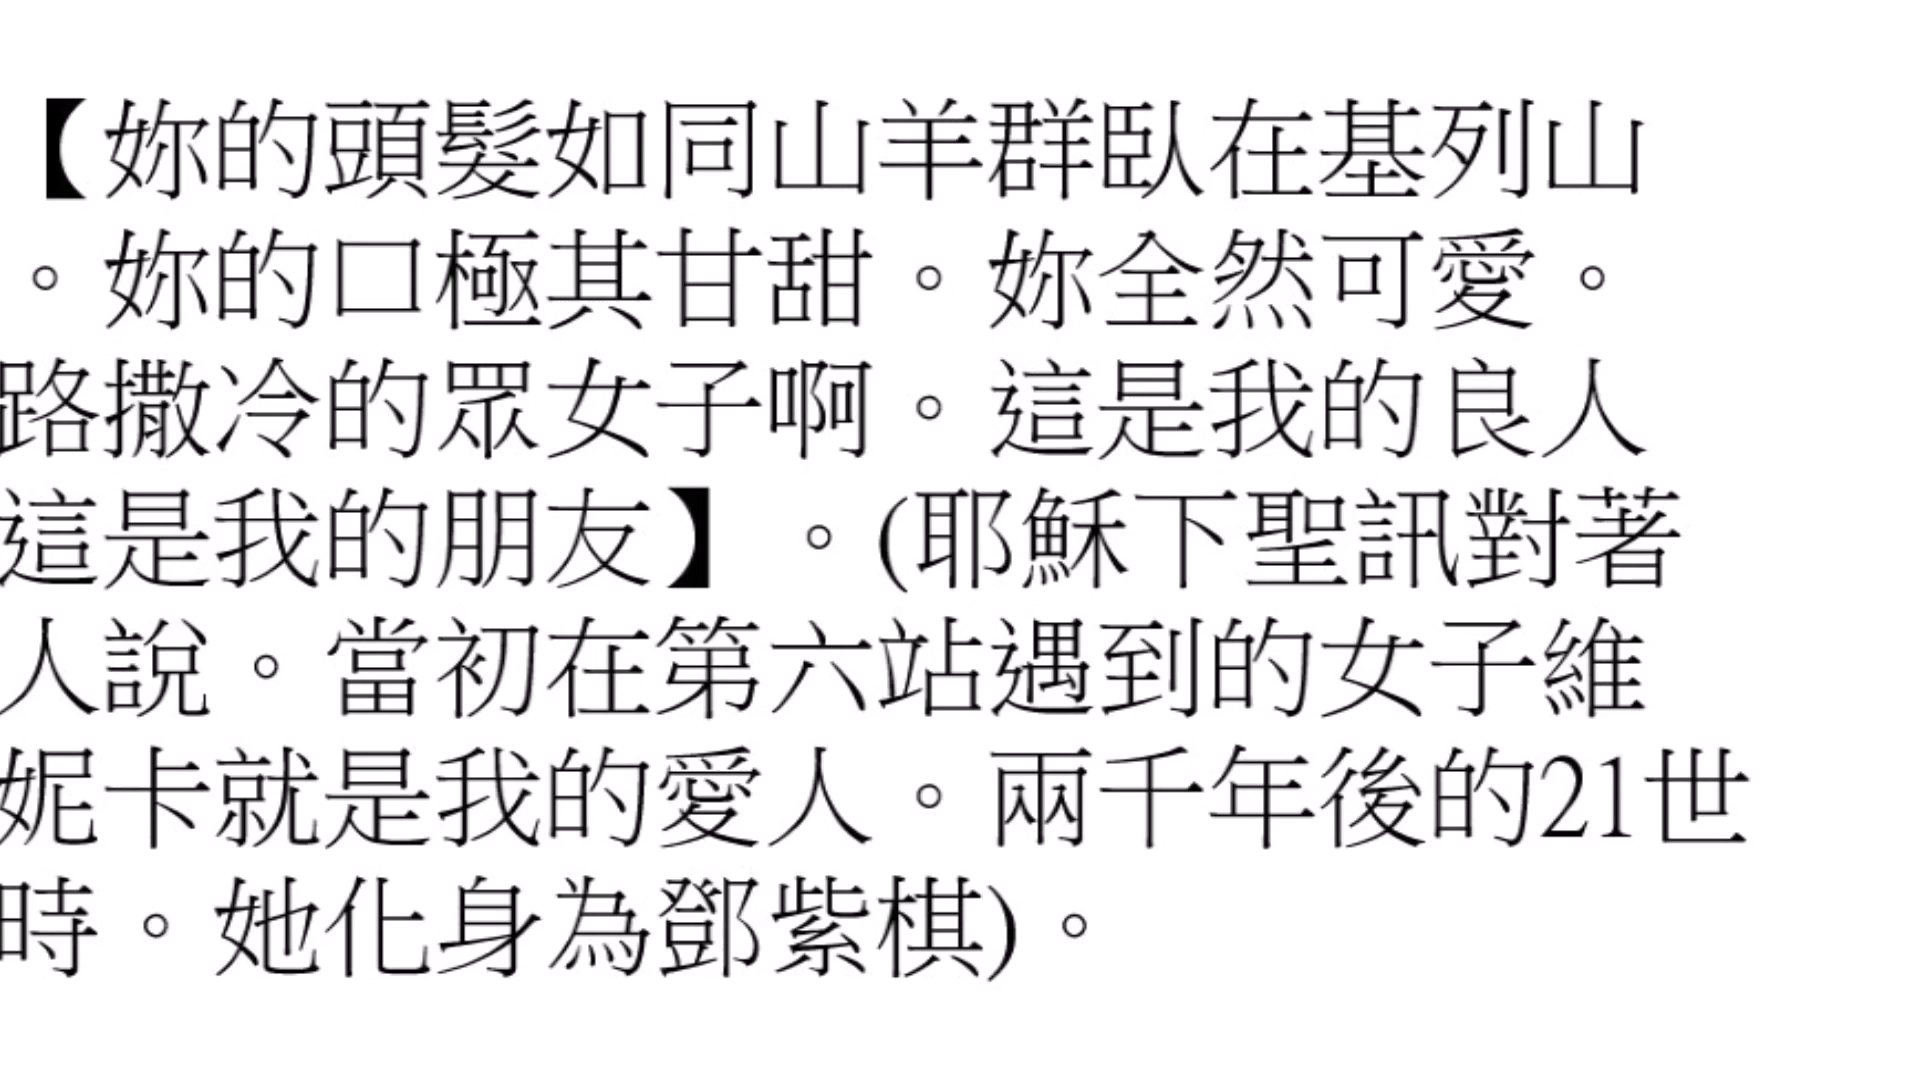 【妳的頭髮如同山羊群臥在基列山
。妳的口極其甘甜。妳全然可愛。
路撒冷的眾女子啊。這是我的良人
這是我的朋友】。(耶穌下聖訊對著
人說。當初在第六站遇到的女子維
妮卡就是我的愛人。兩千年後的21世
時。她化身為鄧紫棋)。